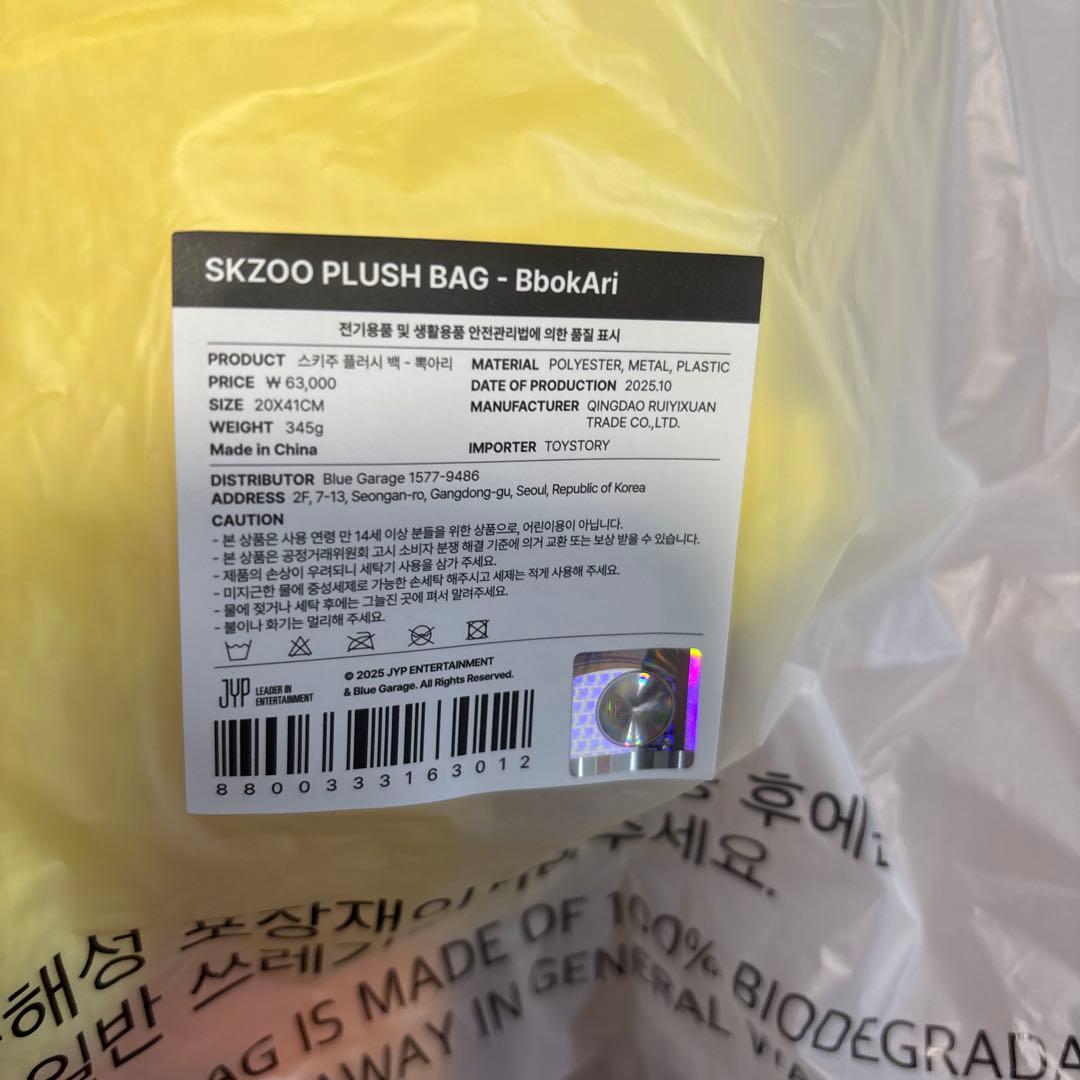 SKZOO PLUSH BAG - BbokAri
전기용품 및 생활용품 안전관리법에 의한 품질 표시
PRODUCT 스키주 플러시 백 - 뽁아리
PRICE ₩ 63,000
SIZE 20X41CM
WEIGHT 345g
Made in China
MATERIAL POLYESTER, METAL, PLASTIC
DATE OF PRODUCTION 2025.10
MANUFACTURER QINGDAO RUIYIXUAN
TRADE CO.,LTD.
IMPORTER TOYSTORY
DISTRIBUTOR Blue Garage 1577-9486
ADDRESS 2F, 7-13, Seongan-ro, Gangdong-gu, Seoul, Republic of Korea
CAUTION
- 본 상품은 사용 연령 만 14세 이상 분들을 위한 상품으로, 어린이용이 아닙니다.
- 본 상품은 공정거래위원회 고시 소비자 분쟁 해결 기준에 의거 교환 또는 보상 받을 수 있습니다.
- 제품의 손상이 우려되니 세탁기 사용을 삼가 주세요.
- 미지근한 물에 중성세제로 가능한 손세탁 해주시고 세제는 적게 사용해 주세요.
- 물에 젖거나 세탁 후에는 그늘진 곳에 펴서 말려주세요.
- 불이나 화기는 멀리해 주세요.
JYP LEADER IN
ENTERTAINMENT
© 2025 JYP ENTERTAINMENT
& Blue Garage. All Rights Reserved.
JYP
8800333163012
해성 포장재 후에
일반 쓰레기 주세요.
AG IS MADE OF 100% BIODEGRADA
AWAY IN GENERAL